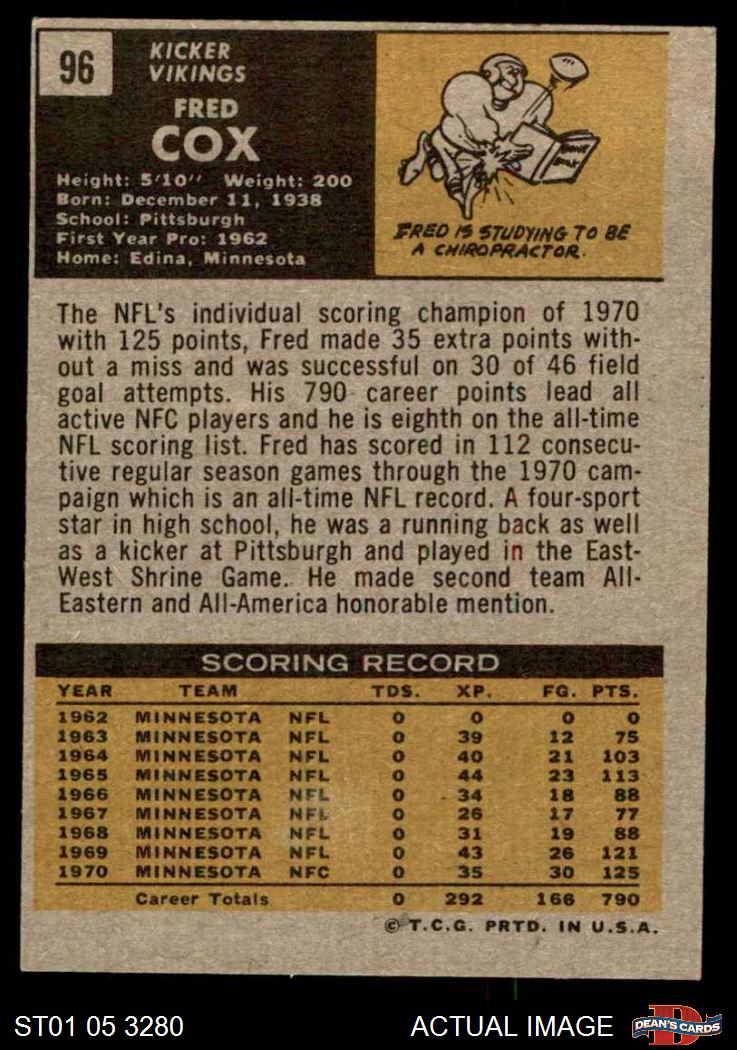 96
KICKER
VIKINGS
FRED
COX
Height: 5'10" Weight: 200
Born: December 11, 1938
School: Pittsburgh
First Year Pro: 1962
Home: Edina, Minnesota
FRED IS STUDYING TO BE
A CHIROPRACTOR.
The NFL's individual scoring champion of 1970
with 125 points, Fred made 35 extra points with-
out a miss and was successful on 30 of 46 field
goal attempts. His 790 career points lead all
active NFC players and he is eighth on the all-time
NFL scoring list. Fred has scored in 112 consecu-
tive regular season games through the 1970 cam-
paign which is an all-time NFL record. A four-sport
star in high school, he was a running back as well
as a kicker at Pittsburgh and played in the East-
West Shrine Game. He made second team All-
Eastern and All-America honorable mention.
SCORING RECORD
YEAR TEAM TDS. XP. FG. PTS.
1962 MINNESOTA NFL 0 0 0 0
1963 MINNESOTA NFL 0 39 12 75
1964 MINNESOTA NFL 0 40 21 103
1965 MINNESOTA NFL 0 44 23 113
1966 MINNESOTA NFL 0 34 18 88
1967 MINNESOTA NFL 0 26 17 77
1968 MINNESOTA NFL 0 31 19 88
1969 MINNESOTA NFL 0 43 26 121
1970 MINNESOTA NFC 0 35 30 125
Career Totals 0 292 166 790
© T.C.G. PRTD. IN U.S.A.
ST01 05 3280 ACTUAL IMAGE DEAN'S CARDS